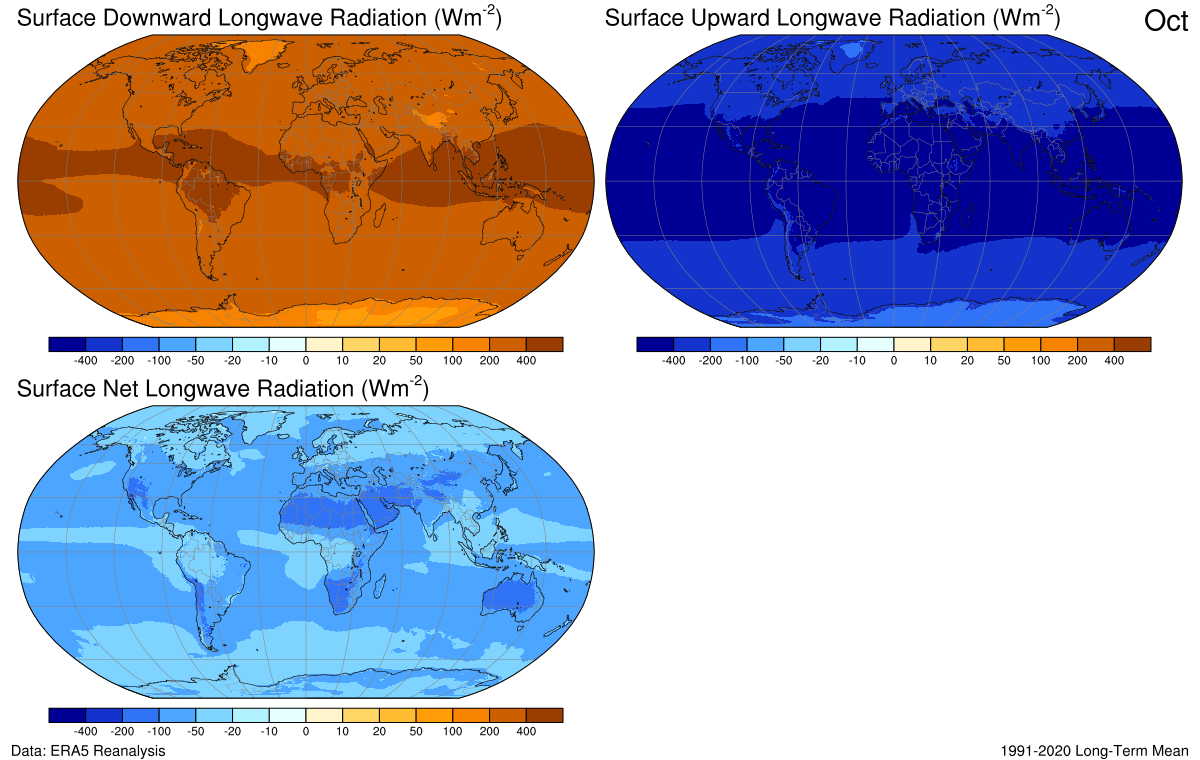 Surface Downward Longwave Radiation (Wm-2)
Surface Upward Longwave Radiation (Wm-2)
Oct
-400 -200 -100 -50 -20 -10 0 10 20 50 100 200 400
-400 -200 -100 -50 -20 -10 0 10 20 50 100 200 400
Surface Net Longwave Radiation (Wm-2)
-400 -200 -100 -50 -20 -10 0 10 20 50 100 200 400
Data: ERA5 Reanalysis
1991-2020 Long-Term Mean